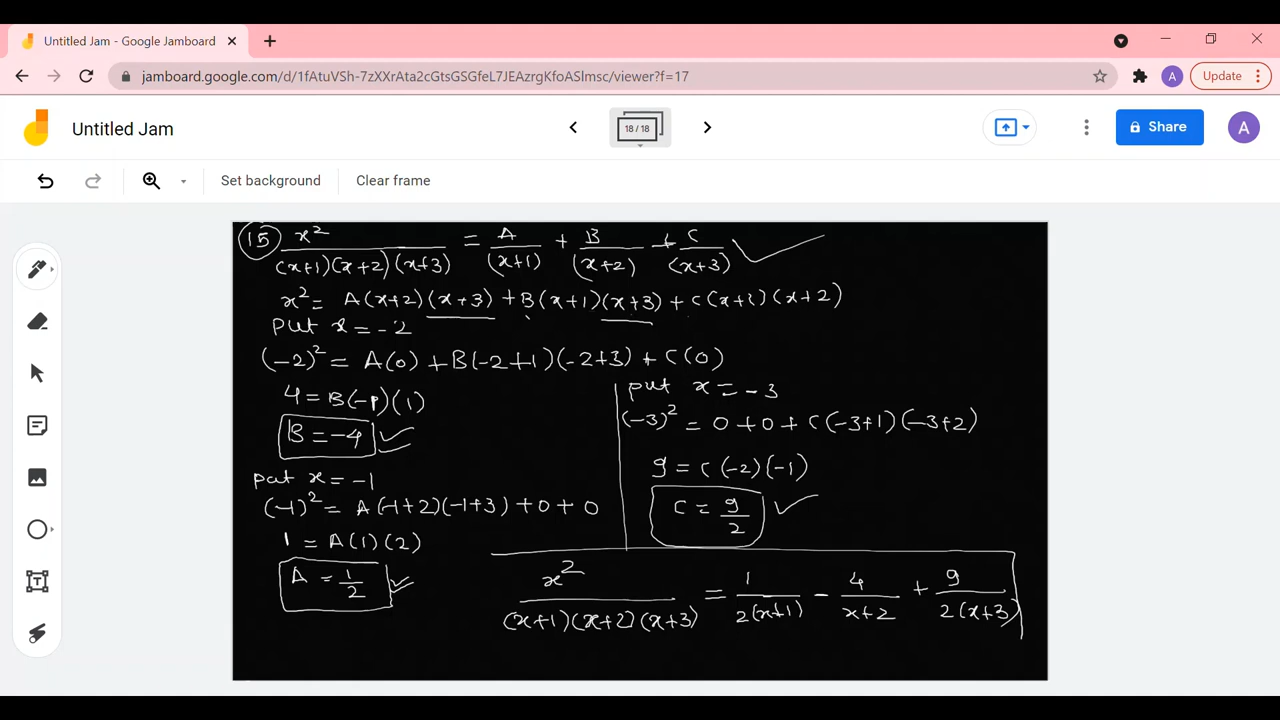 Untitled Jam - Google Jamboard
jamboard.google.com/d/1fAtuVSh-7zXXrAta2cGtsGSGfeL7JEAzrgKfoASlmsc/viewer?f=17
A
Update
Untitled Jam
18 / 18
Share
A
Set background
Clear frame
(15) x²/((x+1)(x+2)(x+3)) = A/(x+1) + B/(x+2) + C/(x+3)
x² = A(x+2)(x+3) + B(x+1)(x+3) + C(x+1)(x+2)
Put x = -2
(-2)² = A(0) + B(-2+1)(-2+3) + C(0)
4 = B(-1)(1)
B = -4
put x = -1
(-1)² = A(-1+2)(-1+3) + 0 + 0
1 = A(1)(2)
A = 1/2
put x = -3
(-3)² = 0 + 0 + C(-3+1)(-3+2)
9 = C(-2)(-1)
C = 9/2
x²/((x+1)(x+2)(x+3)) = 1/(2(x+1)) - 4/(x+2) + 9/(2(x+3))